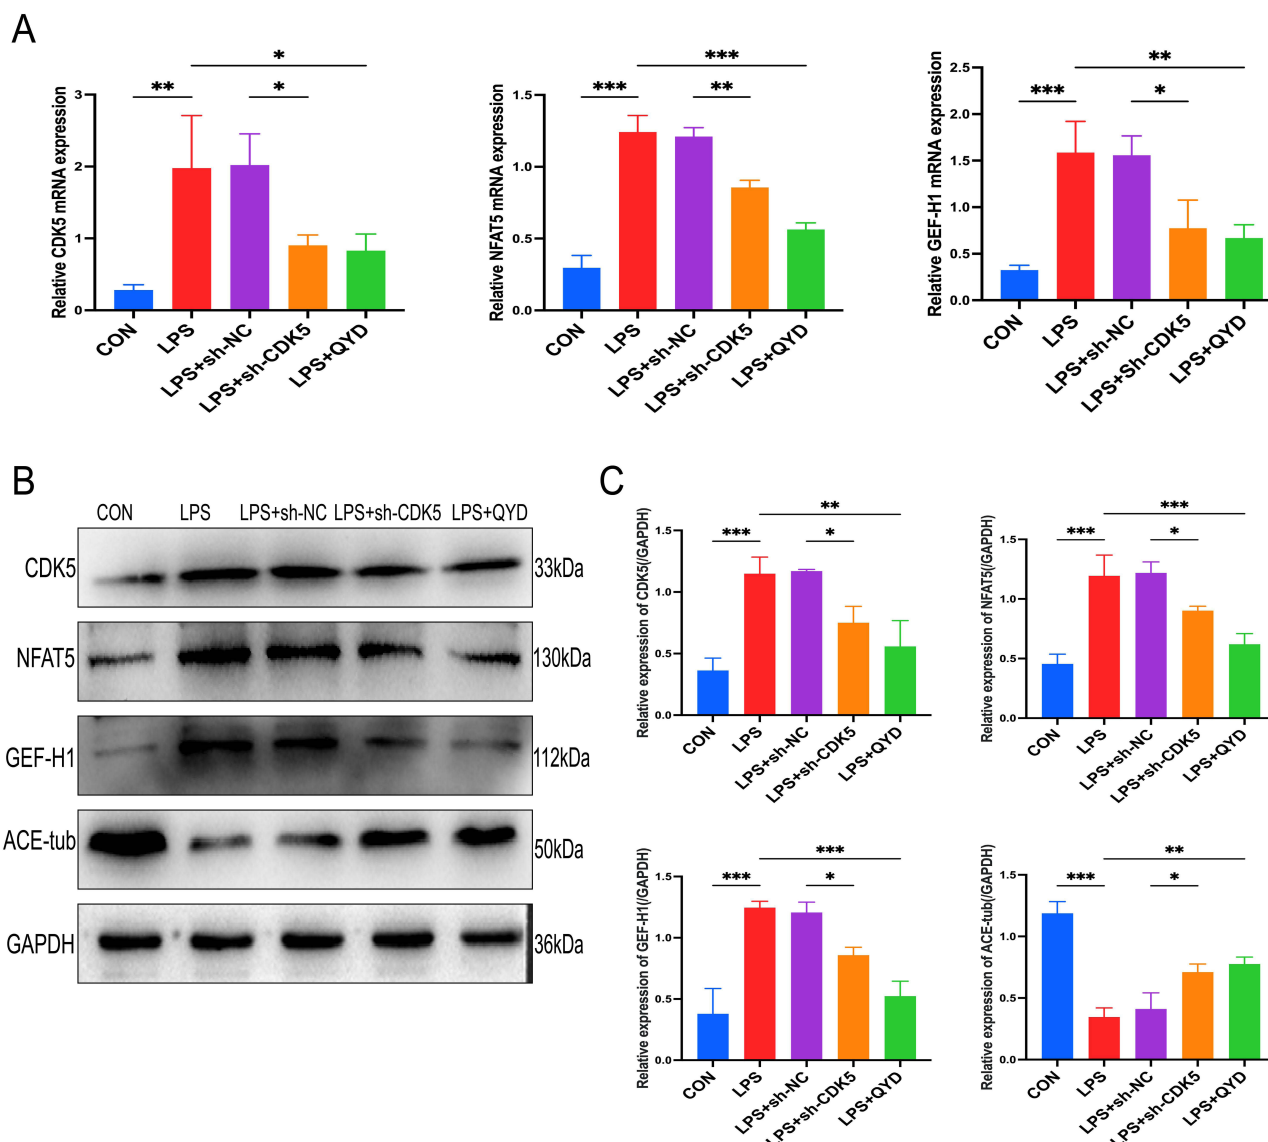 A
Relative CDK5 mRNA expression
3
2
1
0
**
*
*
CON
LPS
LPS+sh-NC
LPS+sh-CDK5
LPS+QYD
Relative NFAT5 mRNA expression
1.5
1.0
0.5
0.0
***
**
***
CON
LPS
LPS+sh-NC
LPS+sh-CDK5
LPS+QYD
Relative GEF-H1 mRNA expression
2.5
2.0
1.5
1.0
0.5
0.0
***
*
**
CON
LPS
LPS+sh-NC
LPS+Sh-CDK5
LPS+QYD
B
CON LPS LPS+sh-NC LPS+sh-CDK5 LPS+QYD
CDK5 33kDa
NFAT5 130kDa
GEF-H1 112kDa
ACE-tub 50kDa
GAPDH 36kDa
C
Relative expression of CDK5(/GAPDH)
1.5
1.0
0.5
0.0
***
*
**
CON
LPS
LPS+sh-NC
LPS+sh-CDK5
LPS+QYD
Relative expression of NFAT5(/GAPDH)
1.5
1.0
0.5
0.0
***
*
***
CON
LPS
LPS+sh-NC
LPS+sh-CDK5
LPS+QYD
Relative expression of GEF-H1(/GAPDH)
1.5
1.0
0.5
0.0
***
*
***
CON
LPS
LPS+sh-NC
LPS+sh-CDK5
LPS+QYD
Relative expression of ACE-tub(/GAPDH)
1.5
1.0
0.5
0.0
***
*
**
CON
LPS
LPS+sh-NC
LPS+sh-CDK5
LPS+QYD